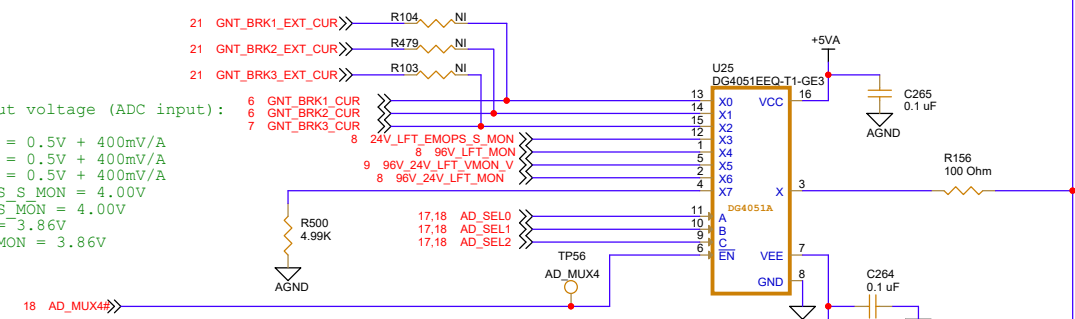 21 GNT_BRK1_EXT_CUR R104 NI
21 GNT_BRK2_EXT_CUR R479 NI
21 GNT_BRK3_EXT_CUR R103 NI
+5VA
U25
DG4051EEQ-T1-GE3
ut voltage (ADC input):
= 0.5V + 400mV/A
= 0.5V + 400mV/A
= 0.5V + 400mV/A
S_S_MON = 4.00V
S_MON = 4.00V
= 3.86V
MON = 3.86V
6 GNT_BRK1_CUR
6 GNT_BRK2_CUR
7 GNT_BRK3_CUR
8 24V_LFT_EMOPS_S_MON
8 96V_LFT_MON
9 96V_24V_LFT_VMON_V
8 96V_24V_LFT_MON
13 X0
14 X1
15 X2
12 X3
1 X4
5 X5
2 X6
4 X7
VCC 16
X 3
DG4051A
C265
0.1 uF
AGND
R156
100 Ohm
R500
4.99K
AGND
17,18 AD_SEL0
17,18 AD_SEL1
17,18 AD_SEL2
11 A
10 B
9 C
6 EN
VEE 7
GND 8
TP56
AD_MUX4
C264
0.1 uF
18 AD_MUX4#